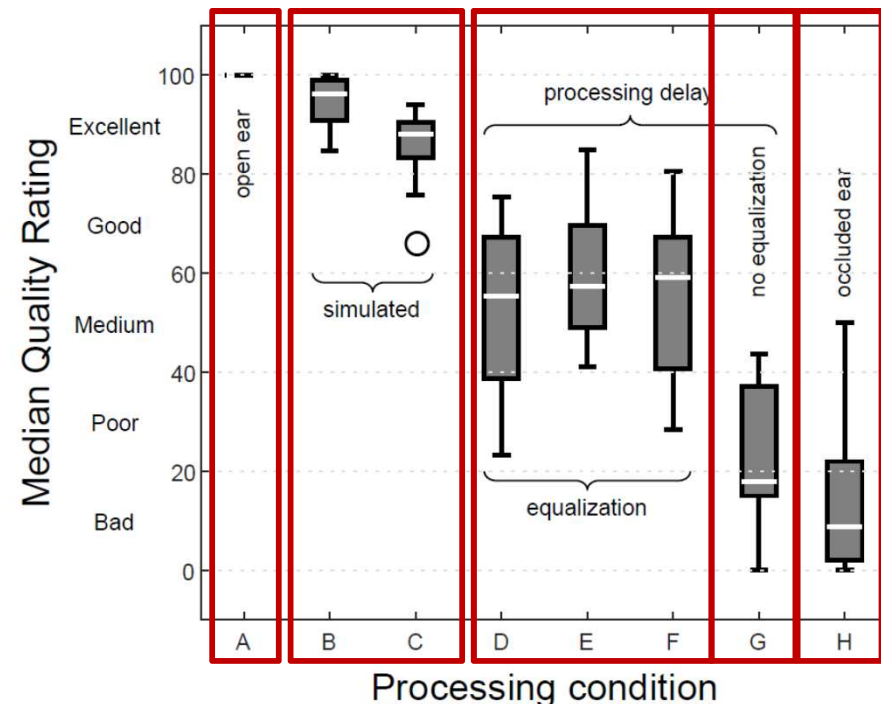 Median Quality Rating
100
80
60
40
20
0
Excellent
Good
Medium
Poor
Bad
open ear
simulated
processing delay
equalization
no equalization
occluded ear
A B C D E F G H
Processing condition